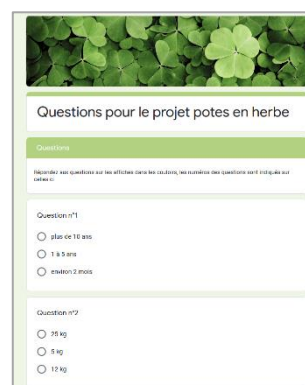 Questions pour le projet potes en herbe
Questions
Répondez aux questions sur les affiches dans les couloirs, les numéros des questions sont indiqués sur
celles ci
Question n°1
plus de 10 ans
1 à 5 ans
environ 2 mois
Question n°2
25 kg
5 kg
12 kg